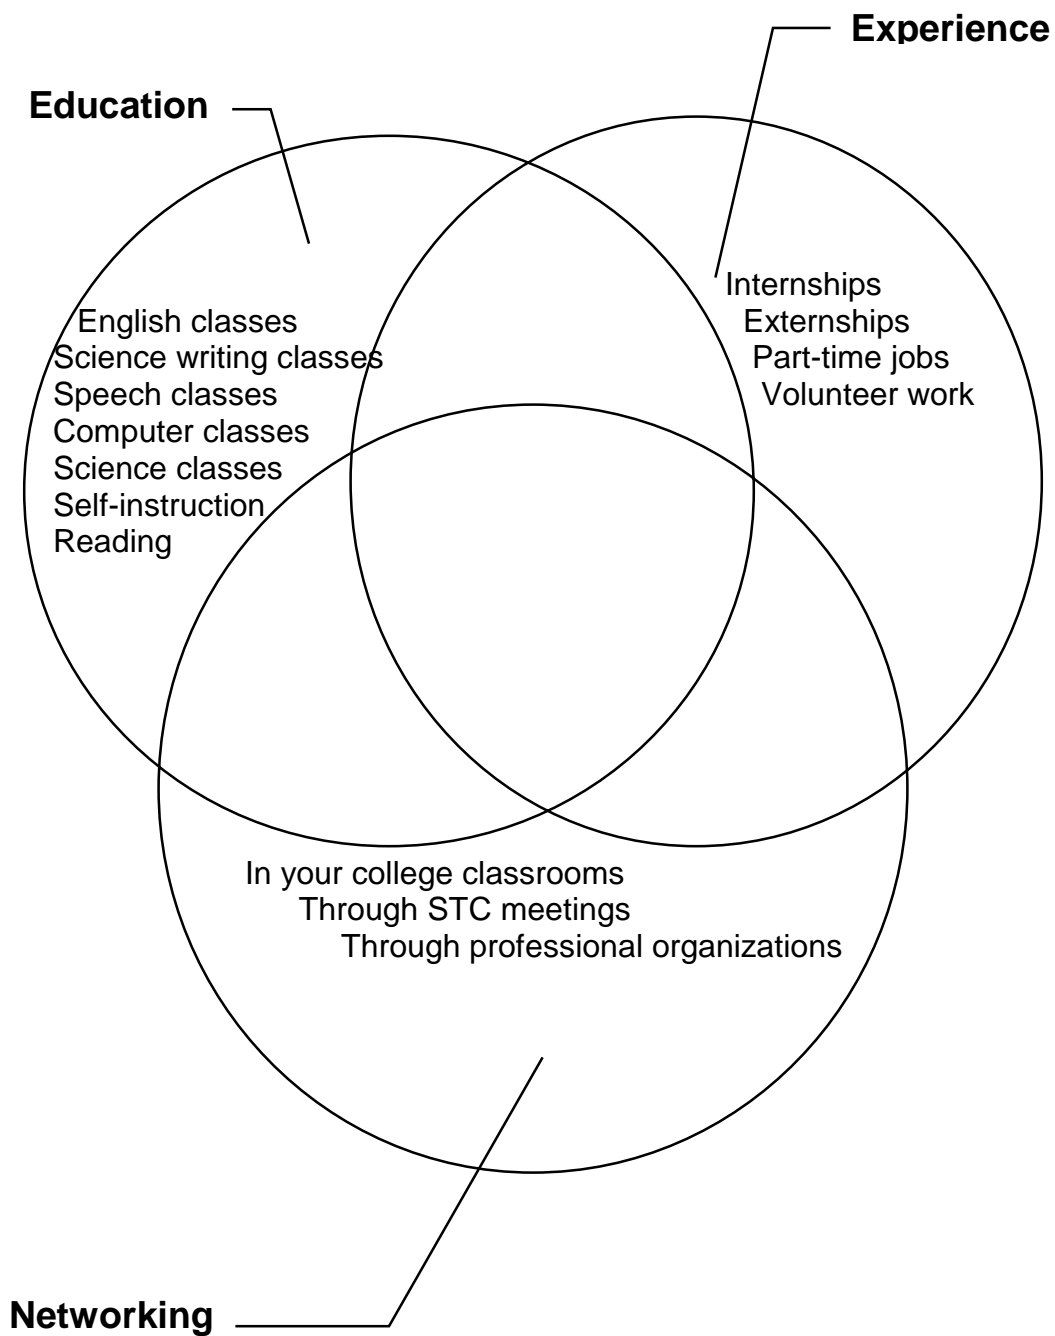 Experience
Education
Internships
Externships
Part-time jobs
Volunteer work
English classes
Science writing classes
Speech classes
Computer classes
Science classes
Self-instruction
Reading
In your college classrooms
Through STC meetings
Through professional organizations
Networking